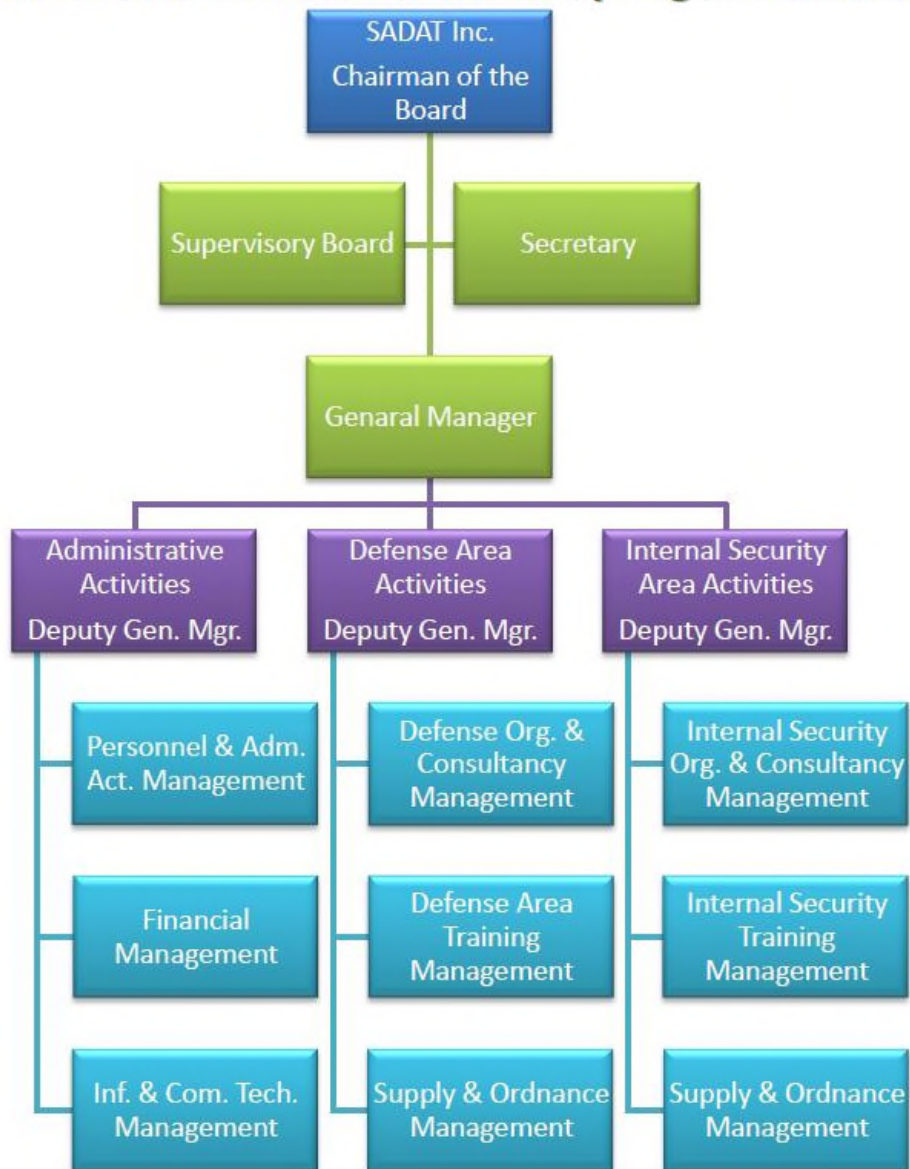 SADAT Inc.
Chairman of the
Board
Supervisory Board
Secretary
Genaral Manager
Administrative
Activities
Deputy Gen. Mgr.
Defense Area
Activities
Deputy Gen. Mgr.
Internal Security
Area Activities
Deputy Gen. Mgr.
Personnel & Adm.
Act. Management
Defense Org. &
Consultancy
Management
Internal Security
Org. & Consultancy
Management
Financial
Management
Defense Area
Training
Management
Internal Security
Training
Management
Inf. & Com. Tech.
Management
Supply & Ordnance
Management
Supply & Ordnance
Management